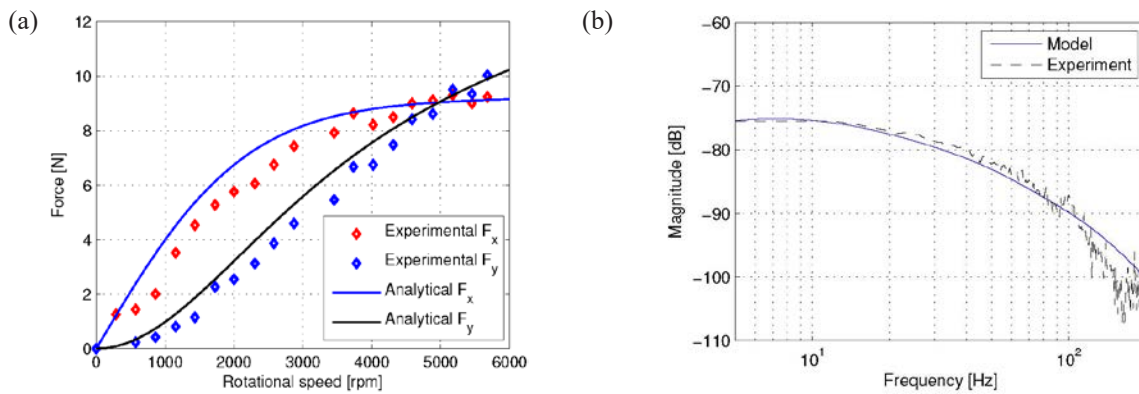 (a)
12
10
8
6
4
2
0
Force [N]
0 1000 2000 3000 4000 5000 6000
Rotational speed [rpm]
Experimental F_x
Experimental F_y
Analytical F_x
Analytical F_y
(b)
−60
−70
−80
−90
−100
−110
Magnitude [dB]
10^1 10^2
Frequency [Hz]
Model
Experiment